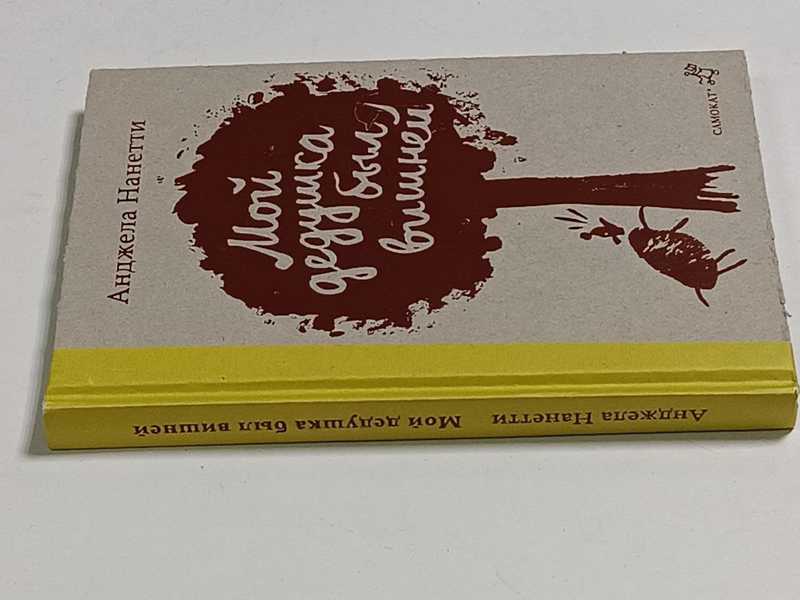 Анджела Нанетти
Мой
дедушка
был
вишней
САМОКАТ
Анджела Нанетти Мой дедушка был вишней